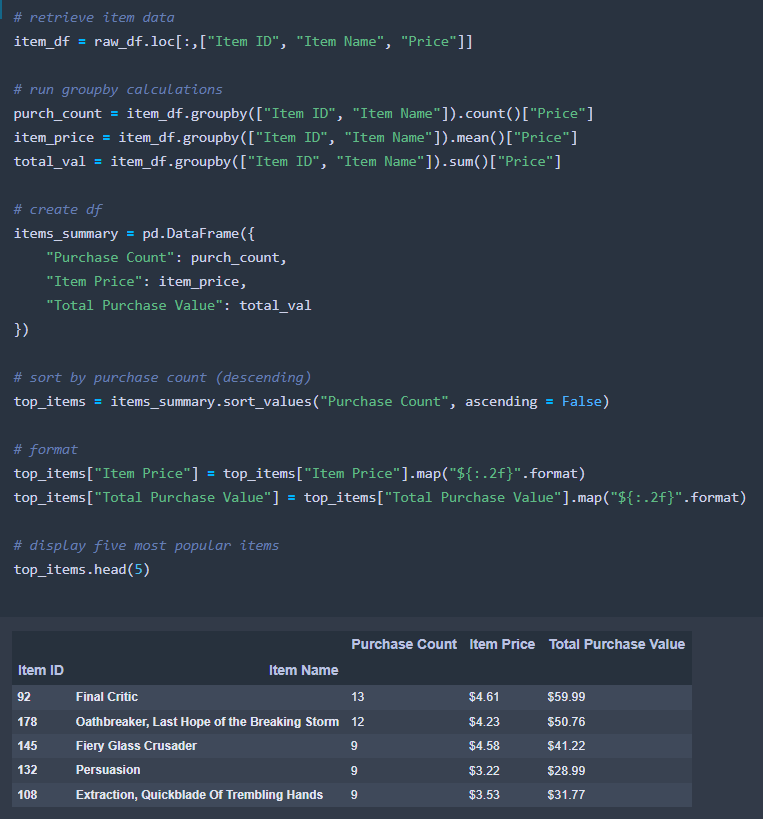 # retrieve item data
item_df = raw_df.loc[:,["Item ID", "Item Name", "Price"]]
# run groupby calculations
purch_count = item_df.groupby(["Item ID", "Item Name"]).count()["Price"]
item_price = item_df.groupby(["Item ID", "Item Name"]).mean()["Price"]
total_val = item_df.groupby(["Item ID", "Item Name"]).sum()["Price"]
# create df
items_summary = pd.DataFrame({
    "Purchase Count": purch_count,
    "Item Price": item_price,
    "Total Purchase Value": total_val
})
# sort by purchase count (descending)
top_items = items_summary.sort_values("Purchase Count", ascending = False)
# format
top_items["Item Price"] = top_items["Item Price"].map("${:.2f}".format)
top_items["Total Purchase Value"] = top_items["Total Purchase Value"].map("${:.2f}".format)
# display five most popular items
top_items.head(5)
Purchase Count Item Price Total Purchase Value
Item ID Item Name
92 Final Critic 13 $4.61 $59.99
178 Oathbreaker, Last Hope of the Breaking Storm 12 $4.23 $50.76
145 Fiery Glass Crusader 9 $4.58 $41.22
132 Persuasion 9 $3.22 $28.99
108 Extraction, Quickblade Of Trembling Hands 9 $3.53 $31.77